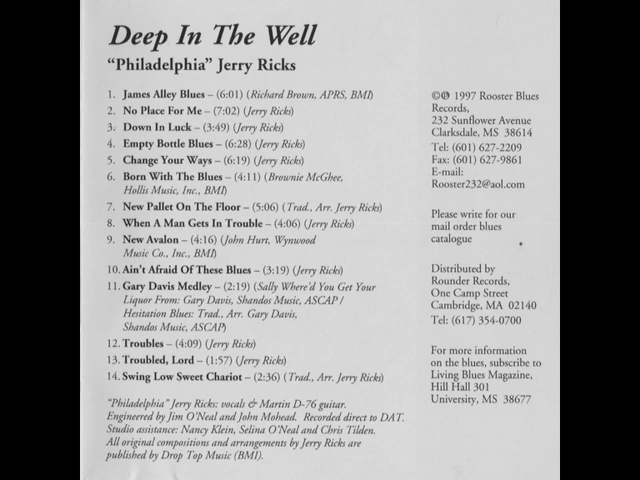 Deep In The Well
“Philadelphia” Jerry Ricks
1. James Alley Blues – (6:01) (Richard Brown, APRS, BMI)
2. No Place For Me – (7:02) (Jerry Ricks)
3. Down In Luck – (3:49) (Jerry Ricks)
4. Empty Bottle Blues – (6:28) (Jerry Ricks)
5. Change Your Ways – (6:19) (Jerry Ricks)
6. Born With The Blues – (4:11) (Brownie McGhee,
Hollis Music, Inc., BMI)
7. New Pallet On The Floor – (5:06) (Trad., Arr. Jerry Ricks)
8. When A Man Gets In Trouble – (4:06) (Jerry Ricks)
9. New Avalon – (4:16) (John Hurt, Wynwood
Music Co., Inc., BMI)
10. Ain’t Afraid Of These Blues – (3:19) (Jerry Ricks)
11. Gary Davis Medley – (2:19) (Sally Where’d You Get Your
Liquor From: Gary Davis, Shandos Music, ASCAP /
Hesitation Blues: Trad., Arr. Gary Davis,
Shandos Music, ASCAP)
12. Troubles – (4:09) (Jerry Ricks)
13. Troubled, Lord – (1:57) (Jerry Ricks)
14. Swing Low Sweet Chariot – (2:36) (Trad., Arr. Jerry Ricks)
“Philadelphia” Jerry Ricks: vocals & Martin D-76 guitar.
Engineered by Jim O’Neal and John Mohead. Recorded direct to DAT.
Studio assistance: Nancy Klein, Selina O’Neal and Chris Tilden.
All original compositions and arrangements by Jerry Ricks are
published by Drop Top Music (BMI).
©℗ 1997 Rooster Blues
Records,
232 Sunflower Avenue
Clarksdale, MS 38614
Tel: (601) 627-2209
Fax: (601) 627-9861
E-mail:
Rooster232@aol.com
Please write for our
mail order blues
catalogue
Distributed by
Rounder Records,
One Camp Street
Cambridge, MA 02140
Tel: (617) 354-0700
For more information
on the blues, subscribe to
Living Blues Magazine,
Hill Hall 301
University, MS 38677